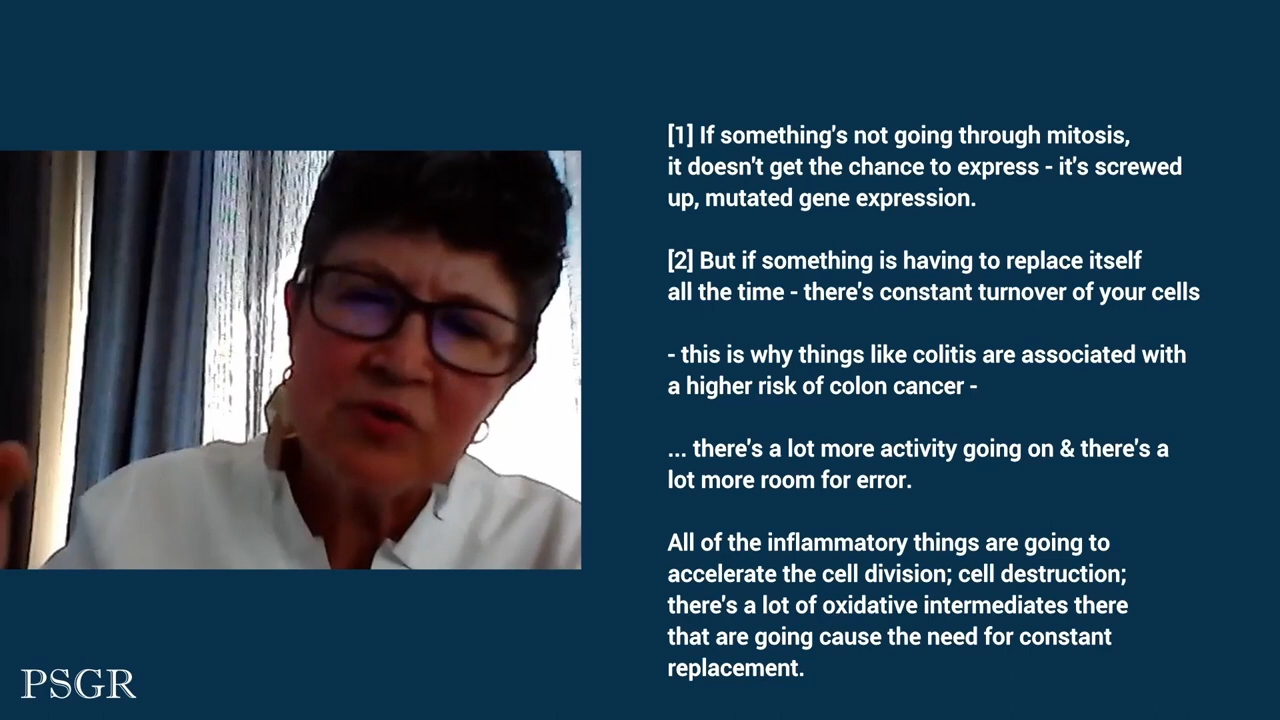 [1] If something's not going through mitosis,
it doesn't get the chance to express - it's screwed
up, mutated gene expression.
[2] But if something is having to replace itself
all the time - there's constant turnover of your cells
- this is why things like colitis are associated with
a higher risk of colon cancer -
... there's a lot more activity going on & there's a
lot more room for error.
All of the inflammatory things are going to
accelerate the cell division; cell destruction;
there's a lot of oxidative intermediates there
that are going cause the need for constant
replacement.
PSGR